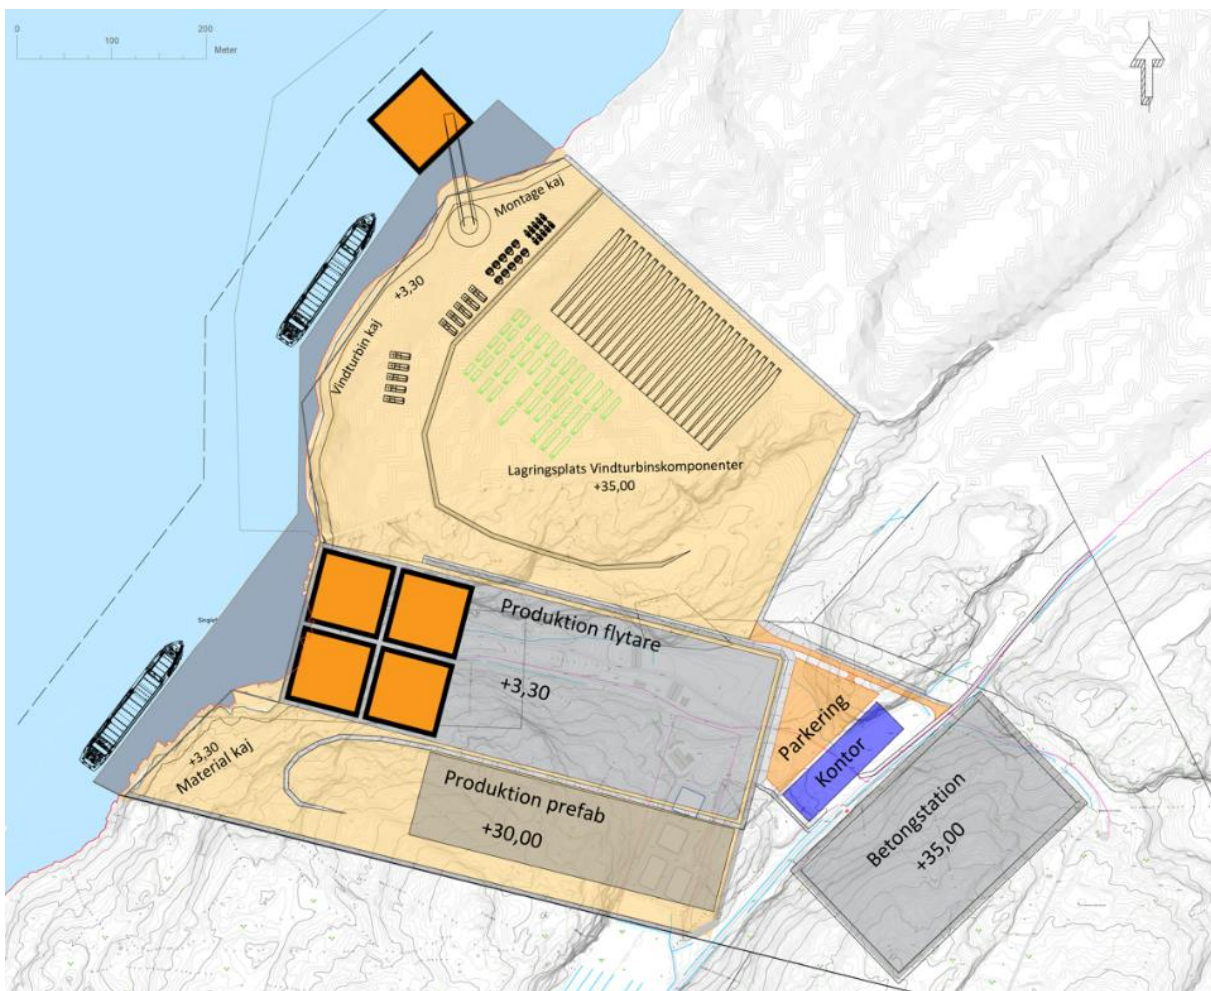 0
200
100
Meter
Montage kaj
+3,30
Vindturbin kaj
Lagringsplats Vindturbinskomponenter
+35,00
Produktion flytare
+3,30
Parkering
Kontor
+3,30
Material kaj
Produktion prefab
+30,00
Betongstation
+35,00